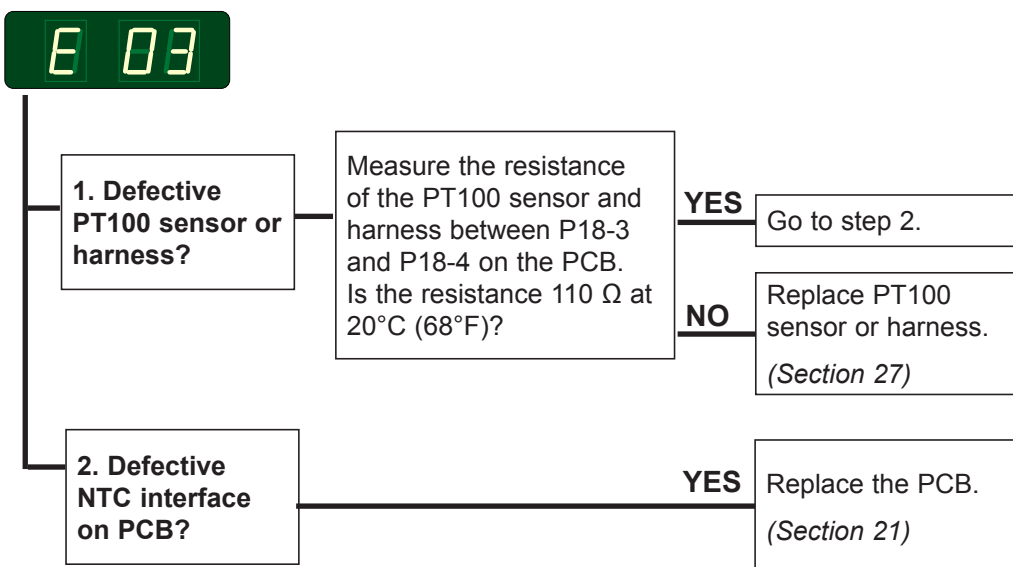 E 03
1. Defective
PT100 sensor or
harness?
Measure the resistance
of the PT100 sensor and
harness between P18-3
and P18-4 on the PCB.
Is the resistance 110 Ω at
20°C (68°F)?
YES
Go to step 2.
NO
Replace PT100
sensor or harness.
(Section 27)
2. Defective
NTC interface
on PCB?
YES
Replace the PCB.
(Section 21)